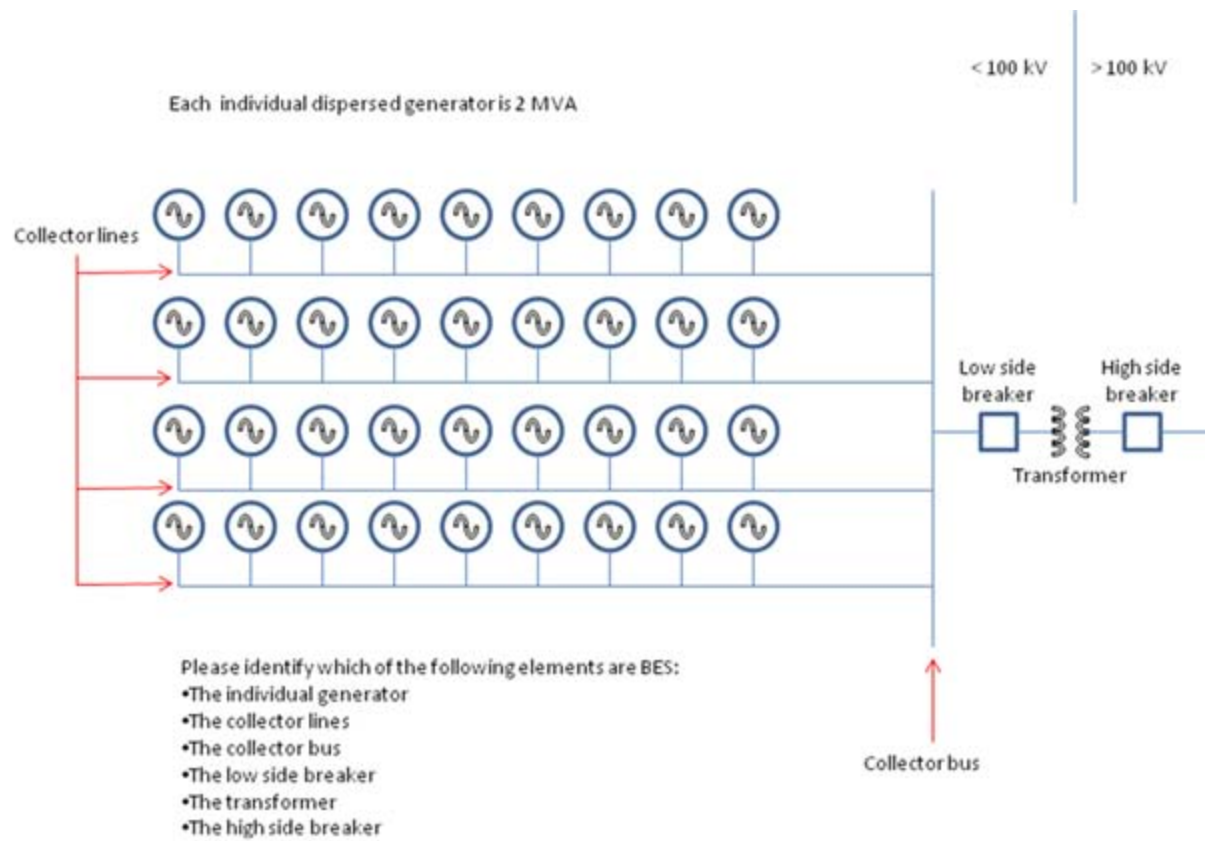 < 100 kV
> 100 kV
Each individual dispersed generator is 2 MVA
Collector lines
Low side
breaker
High side
breaker
Transformer
Please identify which of the following elements are BES:
•The individual generator
•The collector lines
•The collector bus
•The low side breaker
•The transformer
•The high side breaker
Collector bus